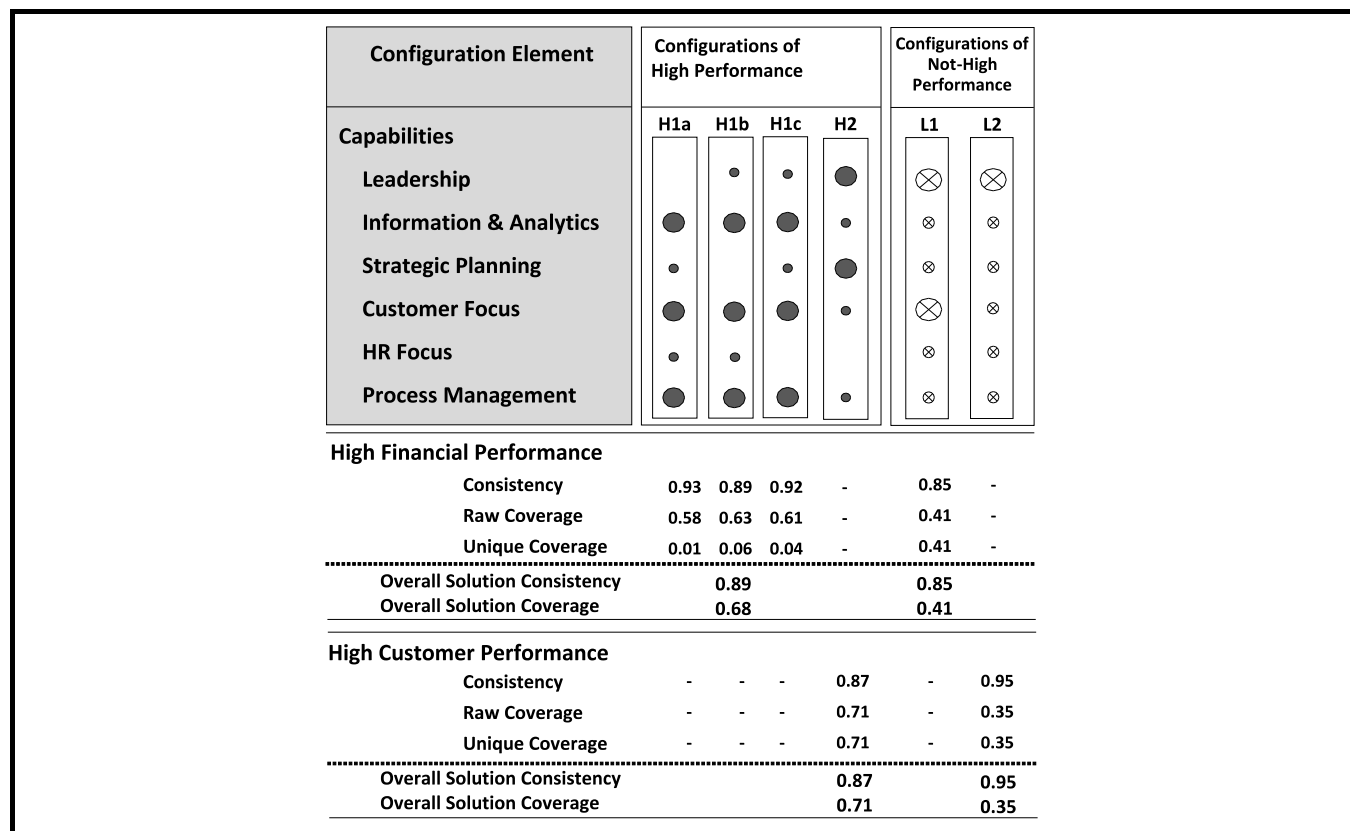 Configuration Element
Configurations of
High Performance
Configurations of
Not-High
Performance
H1a H1b H1c H2 L1 L2
Capabilities
Leadership
Information & Analytics
Strategic Planning
Customer Focus
HR Focus
Process Management
High Financial Performance
Consistency 0.93 0.89 0.92 - 0.85 -
Raw Coverage 0.58 0.63 0.61 - 0.41 -
Unique Coverage 0.01 0.06 0.04 - 0.41 -
Overall Solution Consistency 0.89 0.85
Overall Solution Coverage 0.68 0.41
High Customer Performance
Consistency - - - 0.87 - 0.95
Raw Coverage - - - 0.71 - 0.35
Unique Coverage - - - 0.71 - 0.35
Overall Solution Consistency 0.87 0.95
Overall Solution Coverage 0.71 0.35